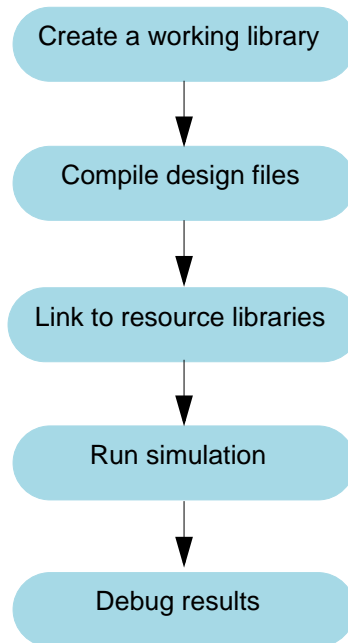 Create a working library
Compile design files
Link to resource libraries
Run simulation
Debug results